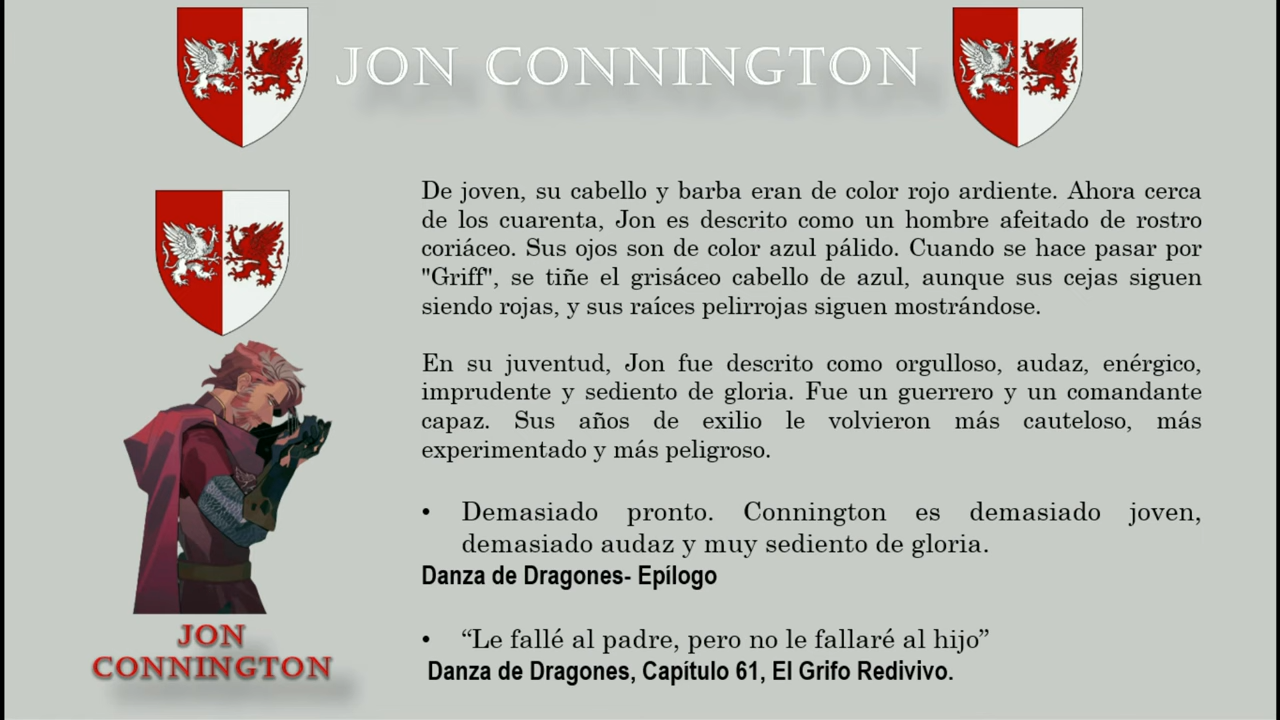 JON CONNINGTON
De joven, su cabello y barba eran de color rojo ardiente. Ahora cerca
de los cuarenta, Jon es descrito como un hombre afeitado de rostro
coriáceo. Sus ojos son de color azul pálido. Cuando se hace pasar por
"Griff", se tiñe el grisáceo cabello de azul, aunque sus cejas siguen
siendo rojas, y sus raíces pelirrojas siguen mostrándose.
En su juventud, Jon fue descrito como orgulloso, audaz, enérgico,
imprudente y sediento de gloria. Fue un guerrero y un comandante
capaz. Sus años de exilio le volvieron más cauteloso, más
experimentado y más peligroso.
• Demasiado pronto. Connington es demasiado joven,
demasiado audaz y muy sediento de gloria.
Danza de Dragones- Epílogo
• “Le fallé al padre, pero no le fallaré al hijo”
Danza de Dragones, Capítulo 61, El Grifo Redivivo.
JON
CONNINGTON